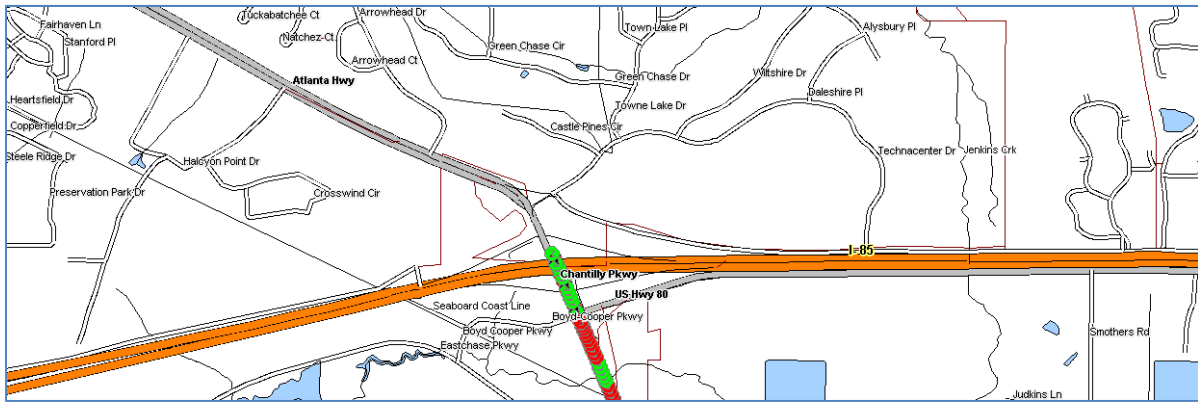 Tuckabatchee Ct
Arrowhead Dr
Fairhaven Ln
Stanford Pl
Natchez Ct
Town Lake Pl
Alysbury Pl
Green Chase Cir
Arrowhead Ct
Atlanta Hwy
Green Chase Dr
Wiltshire Dr
Heartsfield Dr
Towne Lake Dr
Daleshire Pl
Copperfield Dr
Castle Pines Cir
Steele Ridge Dr
Halcyon Point Dr
Technacenter Dr
Jenkins Crk
Preservation Park Dr
Crosswind Cir
I-85
Chantilly Pkwy
US Hwy 80
Seaboard Coast Line
Boyd-Cooper Pkwy
Boyd Cooper Pkwy
Smothers Rd
Eastchase Pkwy
Judkins Ln